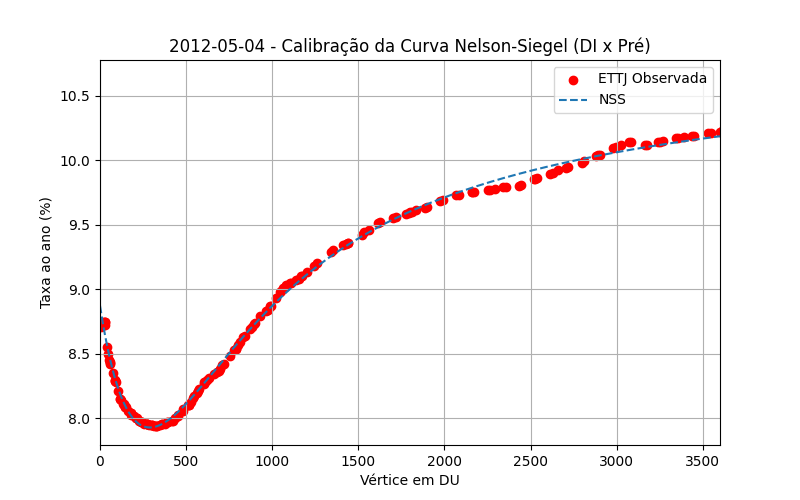 2012-05-04 - Calibração da Curva Nelson-Siegel (DI x Pré)
ETTJ Observada
NSS
10.5
10.0
9.5
9.0
8.5
8.0
Taxa ao ano (%)
0 500 1000 1500 2000 2500 3000 3500
Vértice em DU